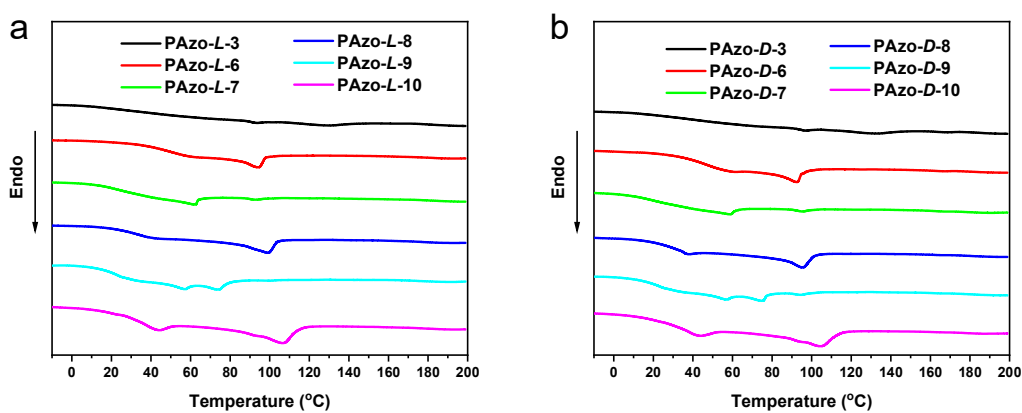 a
PAzo-L-3
PAzo-L-8
PAzo-L-6
PAzo-L-9
PAzo-L-7
PAzo-L-10
Endo
0 20 40 60 80 100 120 140 160 180 200
Temperature (°C)
b
PAzo-D-3
PAzo-D-8
PAzo-D-6
PAzo-D-9
PAzo-D-7
PAzo-D-10
Endo
0 20 40 60 80 100 120 140 160 180 200
Temperature (°C)